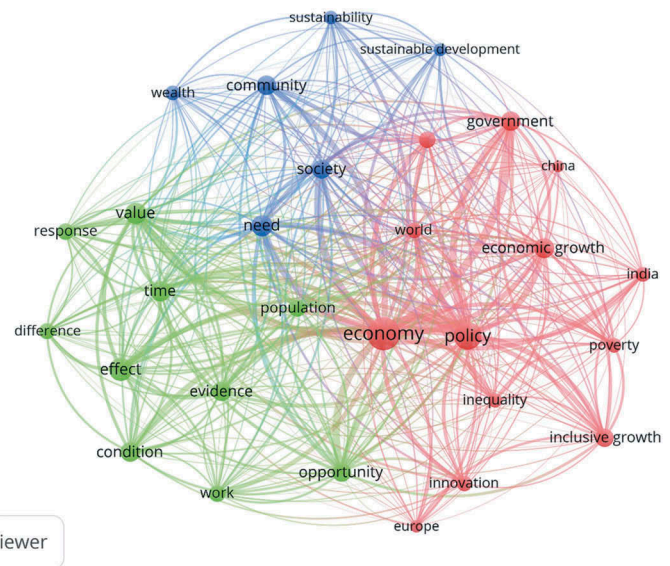 sustainability
sustainable development
community
wealth
government
china
society
value
response
need
world
economic growth
india
time
population
difference
economy
policy
poverty
effect
evidence
inequality
inclusive growth
condition
opportunity
innovation
work
europe
iewer